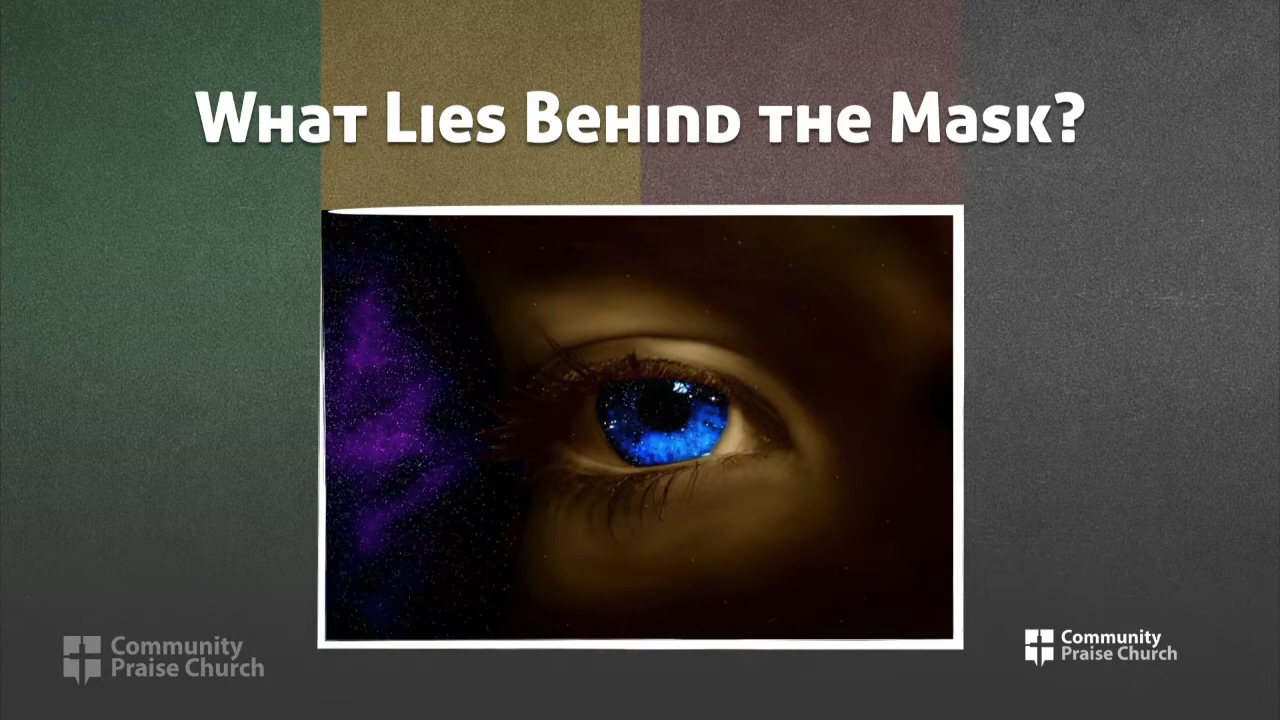 What Lies Behind the Mask?
Community
Praise Church
Community
Praise Church